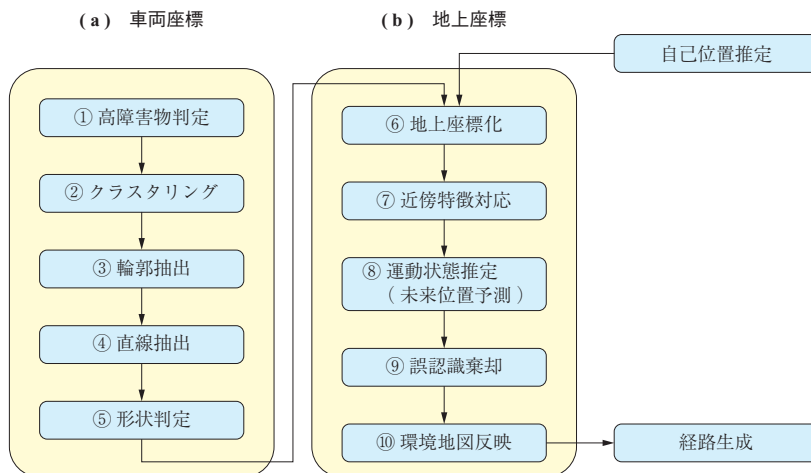 (a) 車両座標
① 高障害物判定
② クラスタリング
③ 輪郭抽出
④ 直線抽出
⑤ 形状判定
(b) 地上座標
自己位置推定
⑥ 地上座標化
⑦ 近傍特徴対応
⑧ 運動状態推定
( 未来位置予測 )
⑨ 誤認識棄却
⑩ 環境地図反映
経路生成